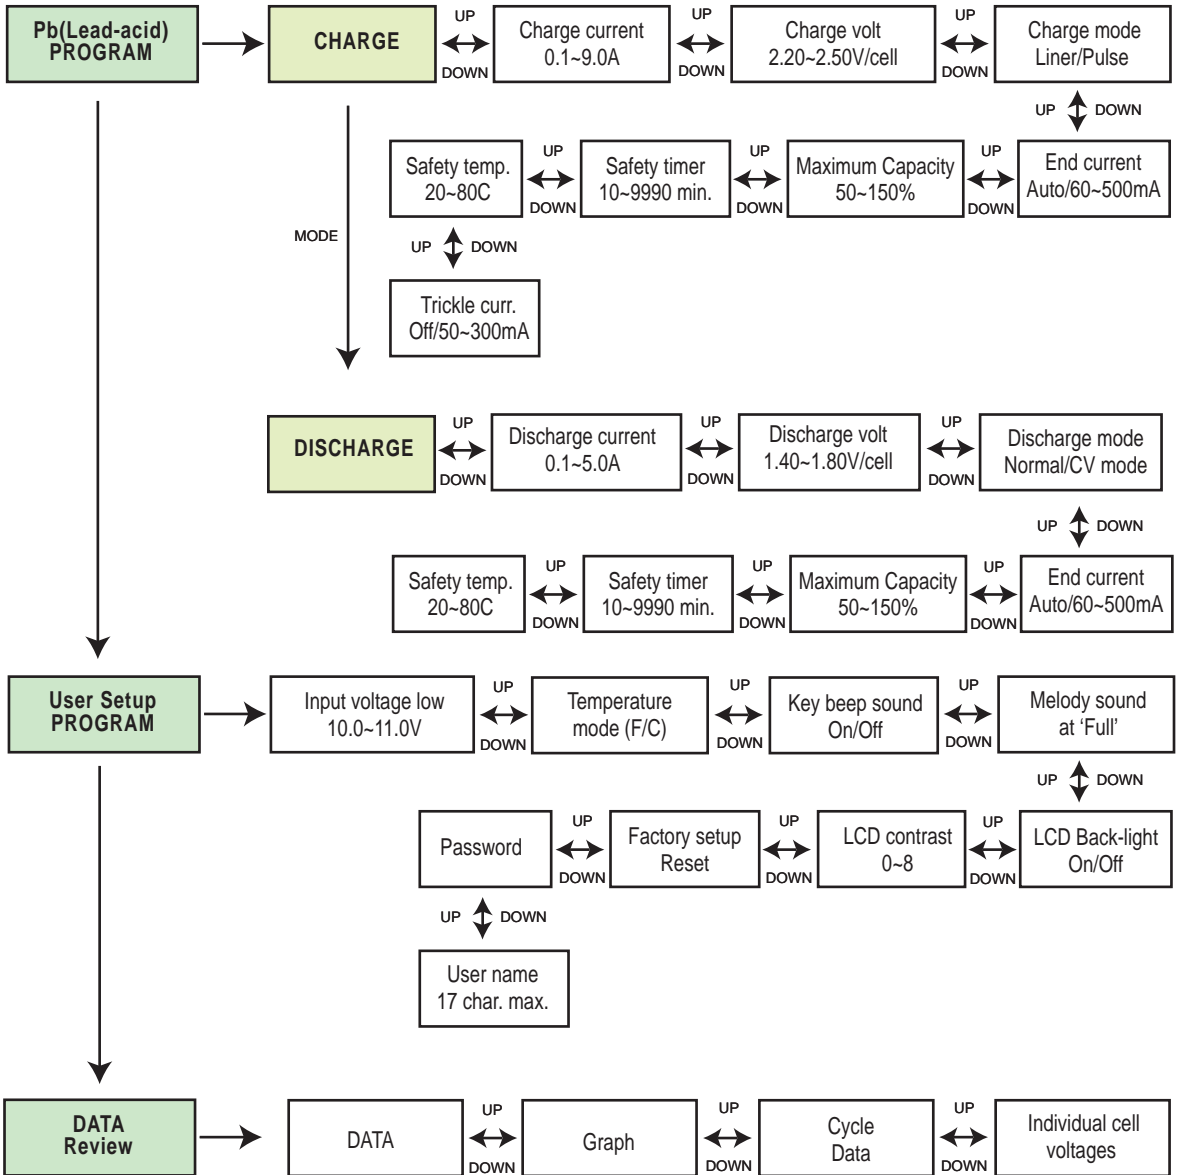 Pb(Lead-acid)
PROGRAM
CHARGE
UP
DOWN
Charge current
0.1~9.0A
UP
DOWN
Charge volt
2.20~2.50V/cell
UP
DOWN
Charge mode
Liner/Pulse
UP DOWN
Safety temp.
20~80C
UP
DOWN
Safety timer
10~9990 min.
UP
DOWN
Maximum Capacity
50~150%
UP
DOWN
End current
Auto/60~500mA
MODE
UP DOWN
Trickle curr.
Off/50~300mA
DISCHARGE
UP
DOWN
Discharge current
0.1~5.0A
UP
DOWN
Discharge volt
1.40~1.80V/cell
UP
DOWN
Discharge mode
Normal/CV mode
UP DOWN
Safety temp.
20~80C
UP
DOWN
Safety timer
10~9990 min.
UP
DOWN
Maximum Capacity
50~150%
UP
DOWN
End current
Auto/60~500mA
User Setup
PROGRAM
Input voltage low
10.0~11.0V
UP
DOWN
Temperature
mode (F/C)
UP
DOWN
Key beep sound
On/Off
UP
DOWN
Melody sound
at ‘Full’
UP DOWN
Password
UP
DOWN
Factory setup
Reset
UP
DOWN
LCD contrast
0~8
UP
DOWN
LCD Back-light
On/Off
UP DOWN
User name
17 char. max.
DATA
Review
DATA
UP
DOWN
Graph
UP
DOWN
Cycle
Data
UP
DOWN
Individual cell
voltages